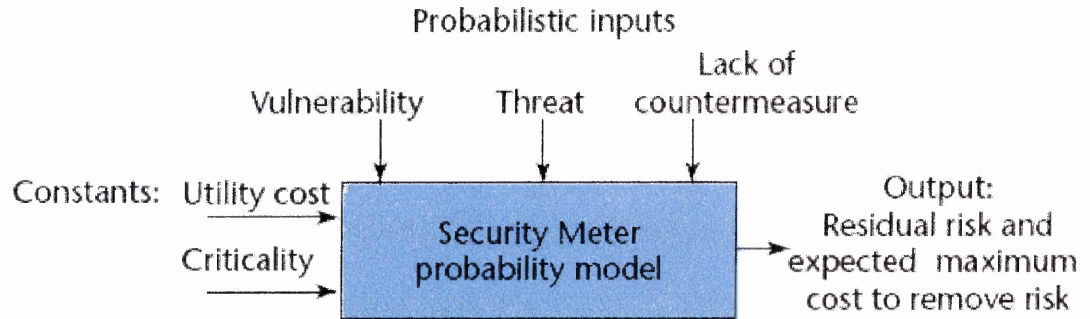 Probabilistic inputs
Vulnerability
Threat
Lack of
countermeasure
Constants:
Utility cost
Criticality
Security Meter
probability model
Output:
Residual risk and
expected maximum
cost to remove risk